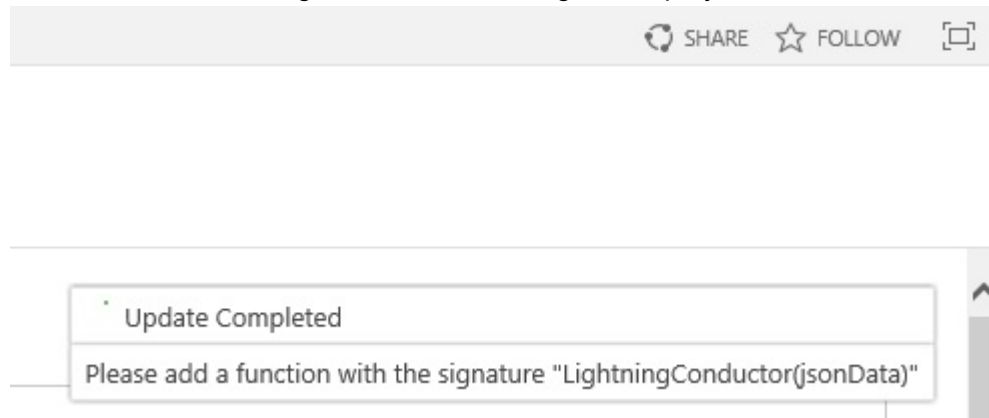 SHARE FOLLOW
Update Completed
Please add a function with the signature "LightningConductor(jsonData)"